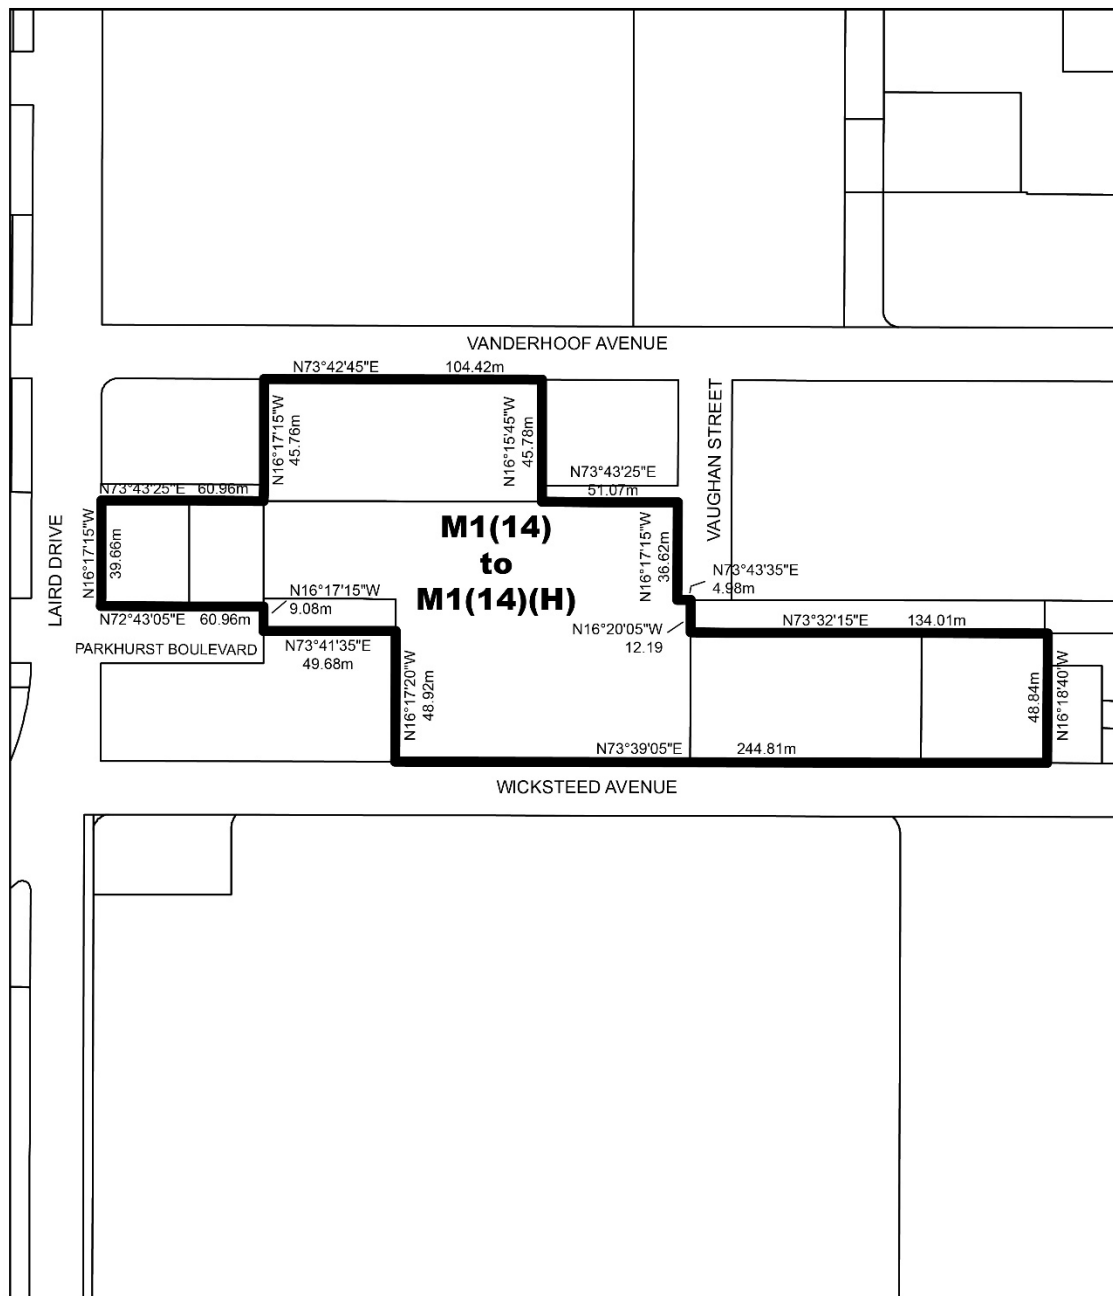 VANDERHOOF AVENUE
N73°42'45"E 104.42m
N16°17'15"W
45.76m
N16°15'45"W
45.78m
VAUGHAN STREET
N73°43'25"E
51.07m
N73°43'25"E 60.96m
LAIRD DRIVE
N16°17'15"W
39.66m
M1(14)
to
M1(14)(H)
N16°17'15"W
36.62m
N73°43'35"E
4.98m
N16°17'15"W
9.08m
N72°43'05"E 60.96m
N16°20'05"W
12.19
N73°32'15"E 134.01m
PARKHURST BOULEVARD
N73°41'35"E
49.68m
N16°17'20"W
48.92m
48.84m
N16°18'40"W
N73°39'05"E 244.81m
WICKSTEED AVENUE